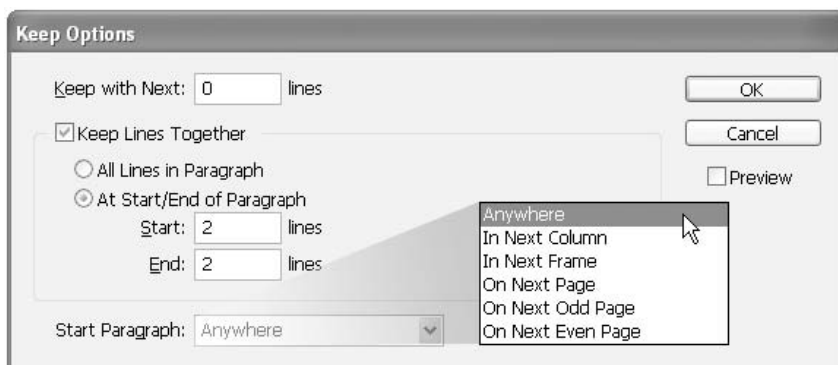 Keep Options
Keep with Next: 0 lines
OK
Keep Lines Together
Cancel
All Lines in Paragraph
Preview
At Start/End of Paragraph
Start: 2 lines
End: 2 lines
Anywhere
In Next Column
In Next Frame
On Next Page
On Next Odd Page
On Next Even Page
Start Paragraph: Anywhere